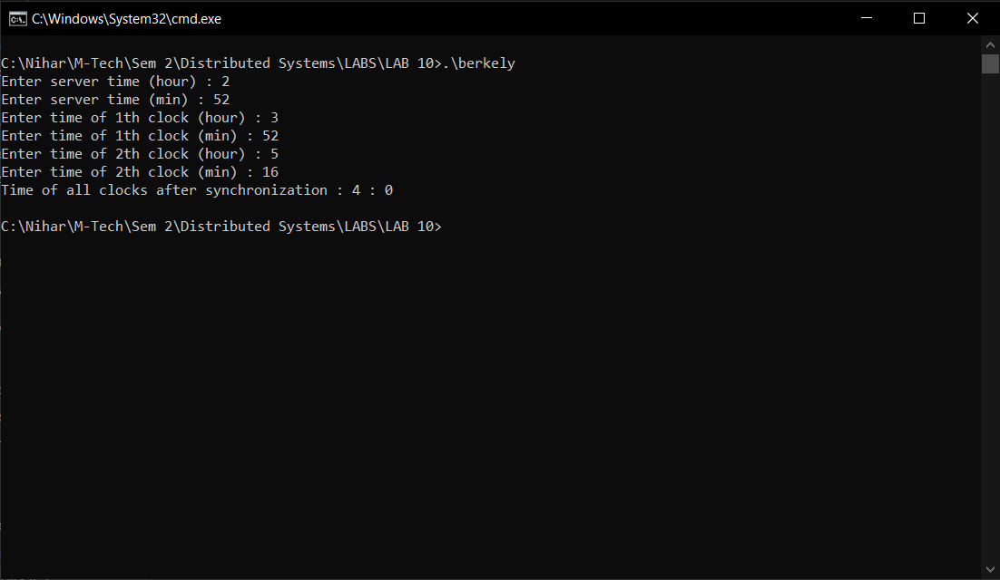 C:\Windows\System32\cmd.exe
C:\Nihar\M-Tech\Sem 2\Distributed Systems\LABS\LAB 10>.\berkely
Enter server time (hour) : 2
Enter server time (min) : 52
Enter time of 1th clock (hour) : 3
Enter time of 1th clock (min) : 52
Enter time of 2th clock (hour) : 5
Enter time of 2th clock (min) : 16
Time of all clocks after synchronization : 4 : 0
C:\Nihar\M-Tech\Sem 2\Distributed Systems\LABS\LAB 10>